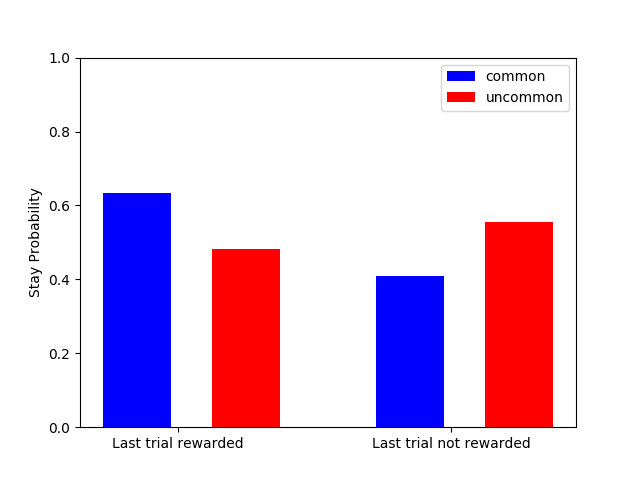 1.0
0.8
0.6
0.4
0.2
0.0
Stay Probability
common
uncommon
Last trial rewarded
Last trial not rewarded